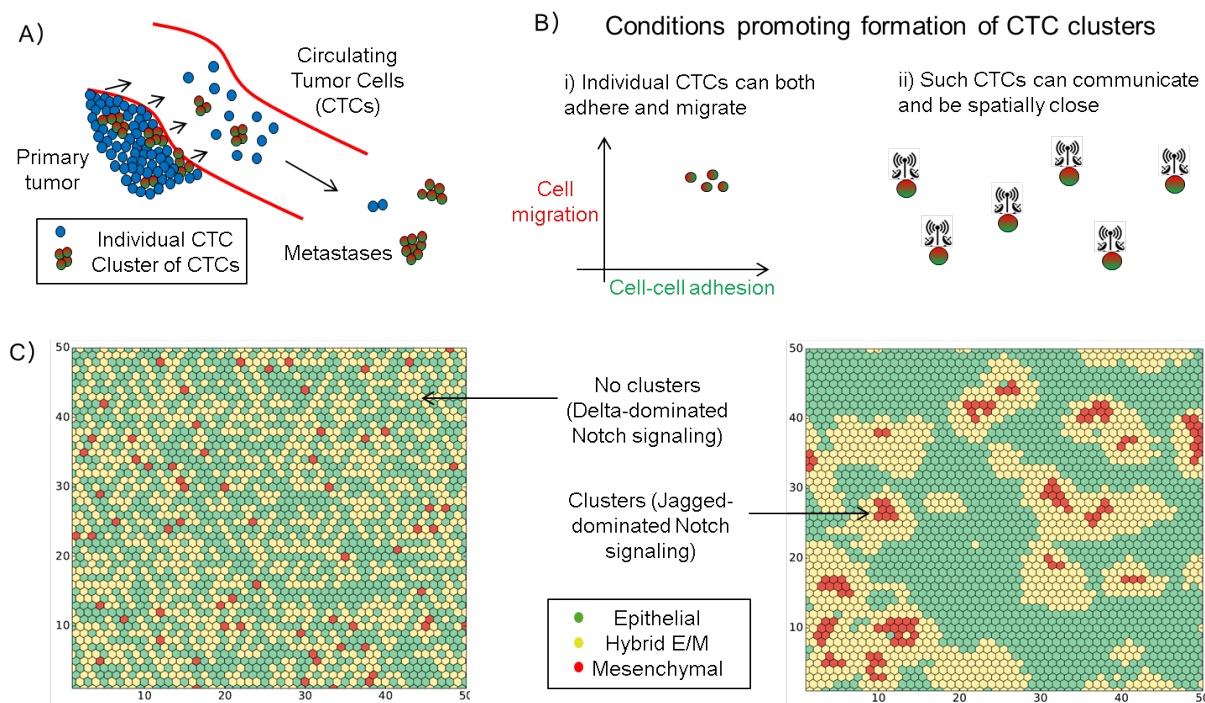 A)
Circulating
Tumor Cells
(CTCs)
Primary
tumor
Individual CTC
Cluster of CTCs
Metastases
B)
Conditions promoting formation of CTC clusters
i) Individual CTCs can both
adhere and migrate
Cell
migration
Cell-cell adhesion
ii) Such CTCs can communicate
and be spatially close
C)
50
40
30
20
10
10
20
30
40
50
No clusters
(Delta-dominated
Notch signaling)
Clusters (Jagged-
dominated Notch
signaling)
Epithelial
Hybrid E/M
Mesenchymal
50
40
30
20
10
10
20
30
40
50